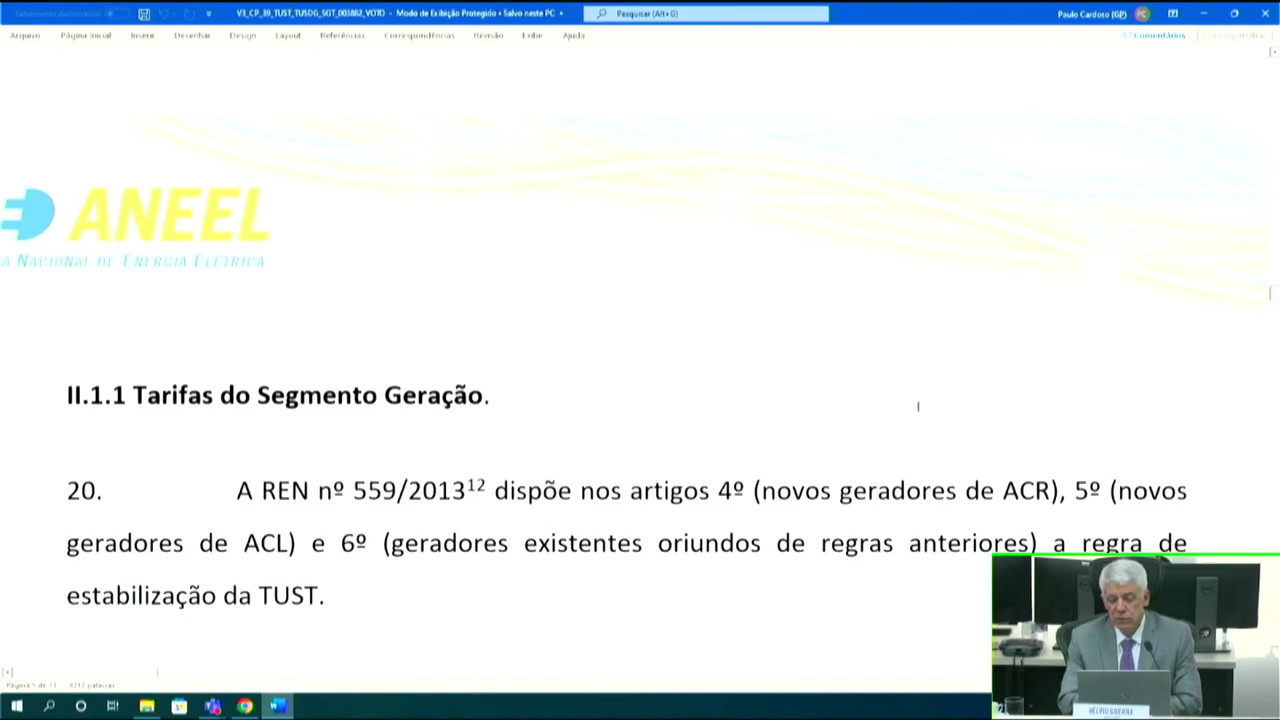 V3_CP_39_TUST_TUSDG_SGT_003882_VOTO - Modo de Exibição Protegido • Salvo neste PC
Pesquisar (Alt+G)
Paulo Cardoso (GP)
PC
Arquivo Página Inicial Inserir Desenhar Design Layout Referências Correspondências Revisão Exibir Ajuda
Comentários
ANEEL
A NACIONAL DE ENERGIA ELÉTRICA
II.1.1 Tarifas do Segmento Geração.
20. A REN nº 559/2013¹² dispõe nos artigos 4º (novos geradores de ACR), 5º (novos
geradores de ACL) e 6º (geradores existentes oriundos de regras anteriores) a regra de
estabilização da TUST.
HÉLVIO GUERRA